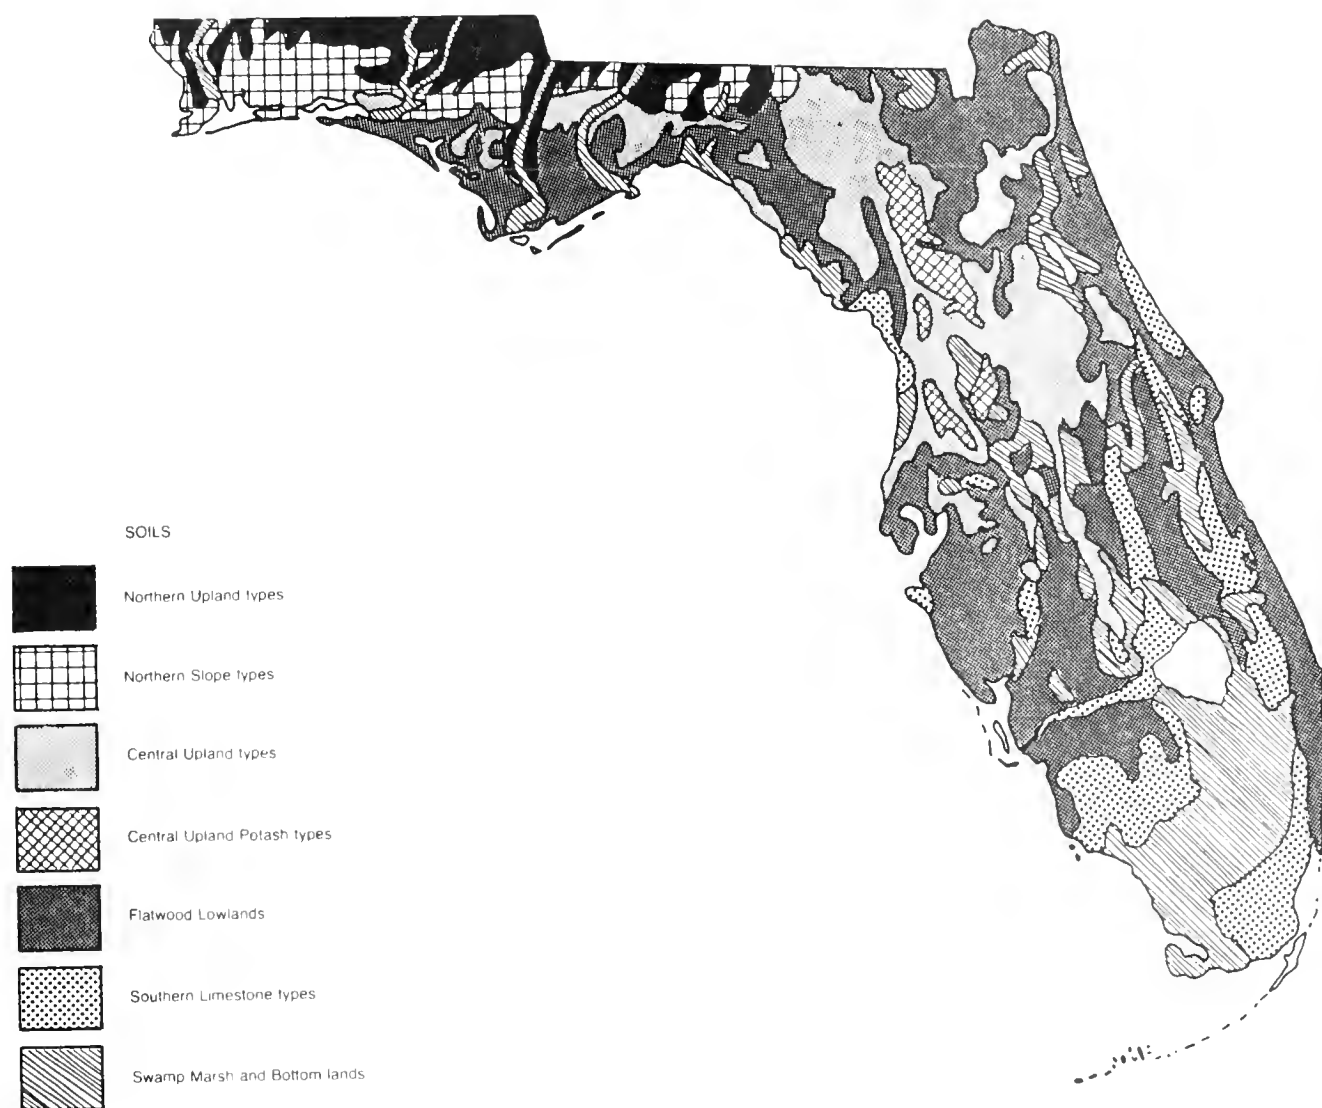 SOILS
Northern Upland types
Northern Slope types
Central Upland types
Central Upland Potash types
Flatwood Lowlands
Southern Limestone types
Swamp Marsh and Bottom lands